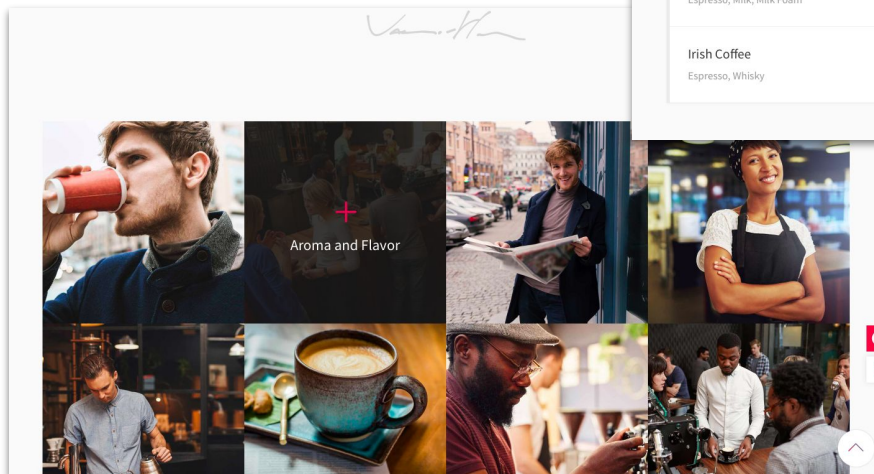 Espresso, Milk, Milk Foam
Irish Coffee
Espresso, Whisky
Aroma and Flavor